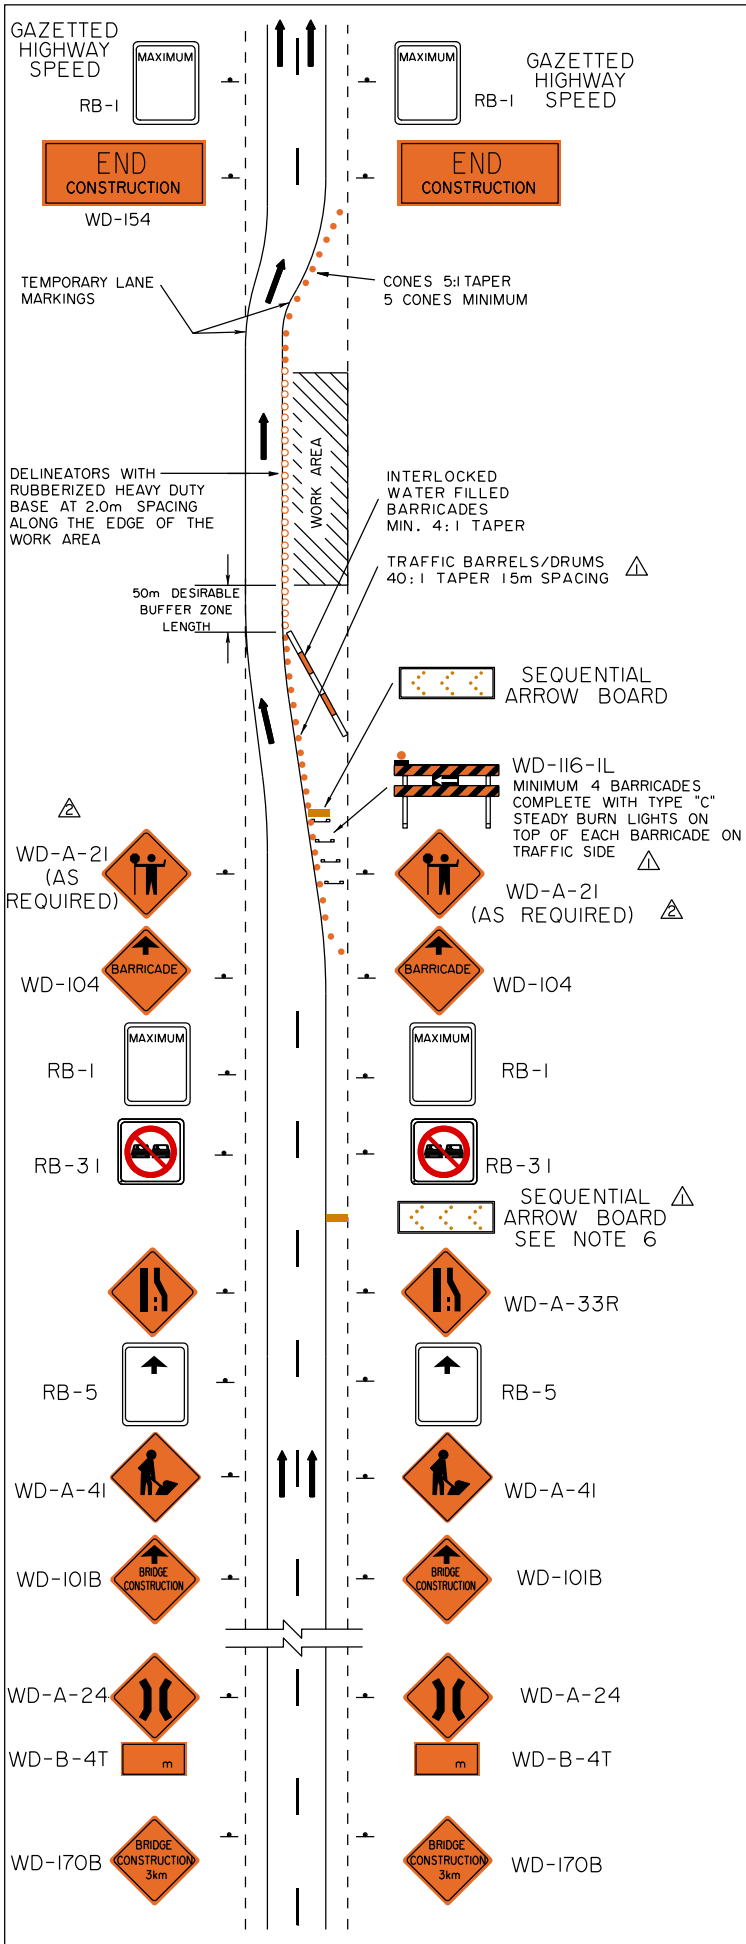 GAZETTED
HIGHWAY
SPEED
MAXIMUM
RB-1
MAXIMUM
RB-1
GAZETTED
HIGHWAY
SPEED
END
CONSTRUCTION
WD-154
END
CONSTRUCTION
TEMPORARY LANE
MARKINGS
CONES 5:1 TAPER
5 CONES MINIMUM
DELINEATORS WITH
RUBBERIZED HEAVY DUTY
BASE AT 2.0m SPACING
ALONG THE EDGE OF THE
WORK AREA
WORK AREA
INTERLOCKED
WATER FILLED
BARRICADES
MIN. 4:1 TAPER
TRAFFIC BARRELS/DRUMS
40:1 TAPER 15m SPACING
1
50m DESIRABLE
BUFFER ZONE
LENGTH
SEQUENTIAL
ARROW BOARD
WD-116-1L
MINIMUM 4 BARRICADES
COMPLETE WITH TYPE "C"
STEADY BURN LIGHTS ON
TOP OF EACH BARRICADE ON
TRAFFIC SIDE
1
2
WD-A-21
(AS
REQUIRED)
WD-A-21
(AS REQUIRED)
2
BARRICADE
WD-104
BARRICADE
WD-104
MAXIMUM
RB-1
MAXIMUM
RB-1
RB-31
RB-31
SEQUENTIAL
ARROW BOARD
SEE NOTE 6
1
WD-A-33R
RB-5
RB-5
WD-A-41
WD-A-41
WD-101B
BRIDGE
CONSTRUCTION
BRIDGE
CONSTRUCTION
WD-101B
WD-A-24
WD-A-24
WD-B-4T
m
m
WD-B-4T
WD-170B
BRIDGE
CONSTRUCTION
3km
BRIDGE
CONSTRUCTION
3km
WD-170B